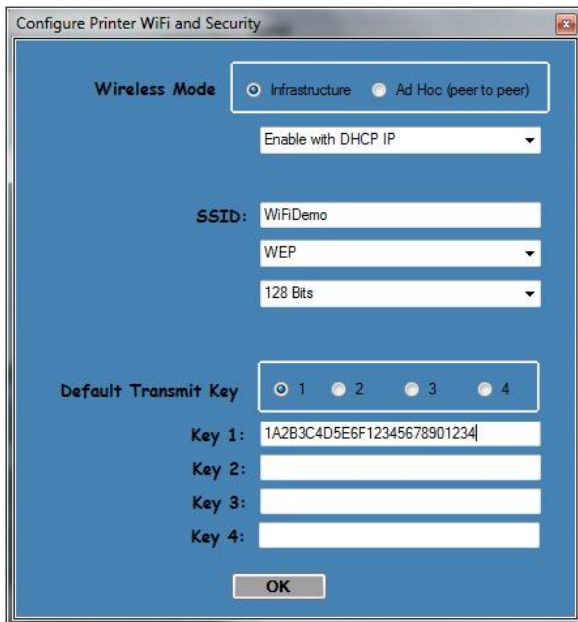 Configure Printer WiFi and Security
Wireless Mode Infrastructure Ad Hoc (peer to peer)
Enable with DHCP IP
SSID: WiFiDemo
WEP
128 Bits
Default Transmit Key 1 2 3 4
Key 1: 1A2B3C4D5E6F12345678901234
Key 2:
Key 3:
Key 4:
OK